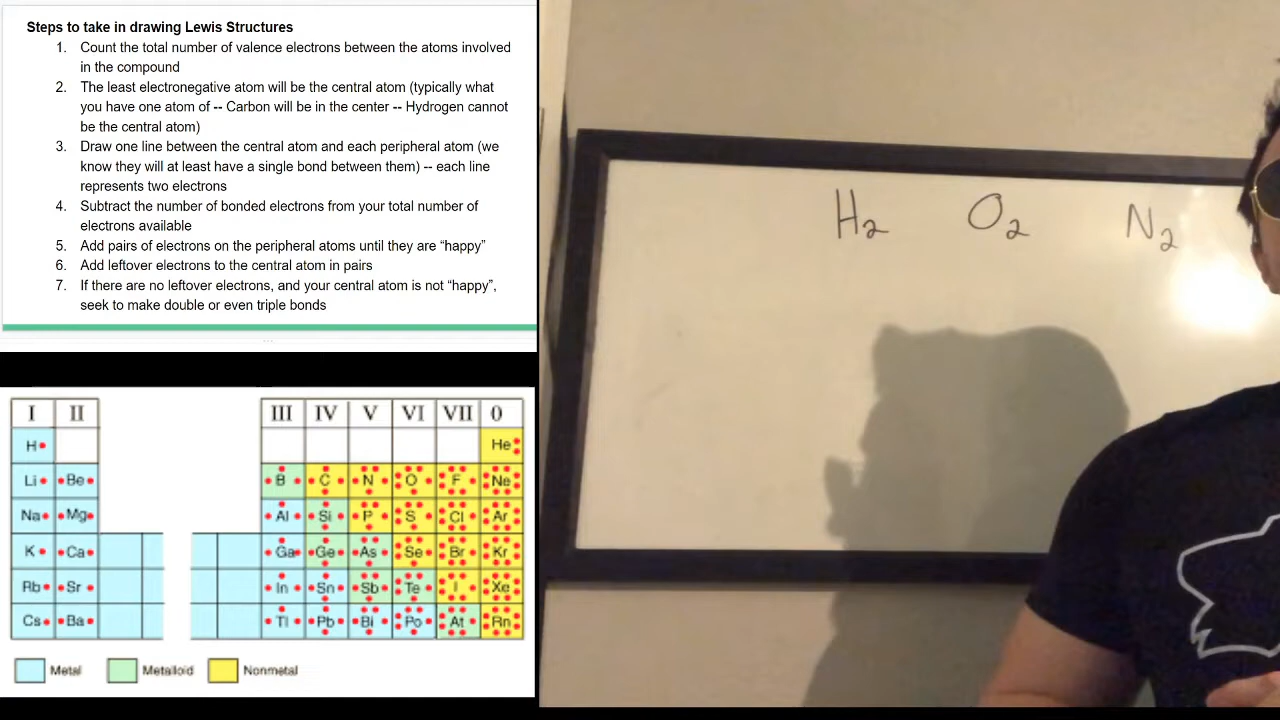 Steps to take in drawing Lewis Structures
1. Count the total number of valence electrons between the atoms involved
in the compound
2. The least electronegative atom will be the central atom (typically what
you have one atom of -- Carbon will be in the center -- Hydrogen cannot
be the central atom)
3. Draw one line between the central atom and each peripheral atom (we
know they will at least have a single bond between them) -- each line
represents two electrons
4. Subtract the number of bonded electrons from your total number of
electrons available
5. Add pairs of electrons on the peripheral atoms until they are “happy”
6. Add leftover electrons to the central atom in pairs
7. If there are no leftover electrons, and your central atom is not “happy”,
seek to make double or even triple bonds
H₂ O₂ N₂
I II III IV V VI VII 0
H He
Li Be B C N O F Ne
Na Mg Al Si P S Cl Ar
K Ca Ga Ge As Se Br Kr
Rb Sr In Sn Sb Te I Xe
Cs Ba Tl Pb Bi Po At Rn
Metal Metalloid Nonmetal